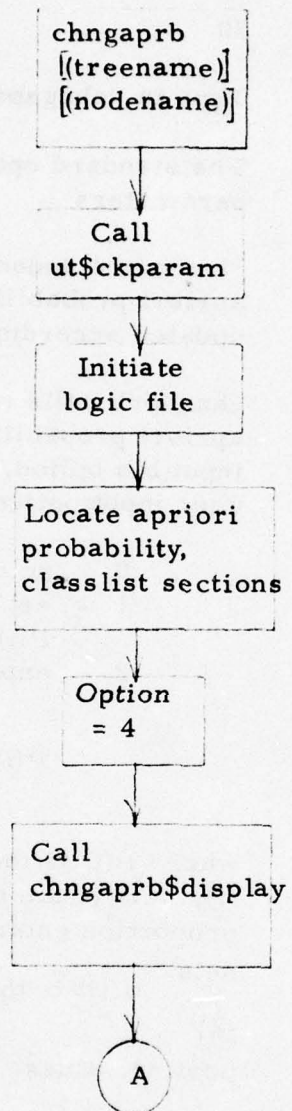 chngaprb
[(treename)]
[(nodename)]
Call
ut$ckparam
Initiate
logic file
Locate apriori
probability,
classlist sections
Option
= 4
Call
chngaprb$display
A